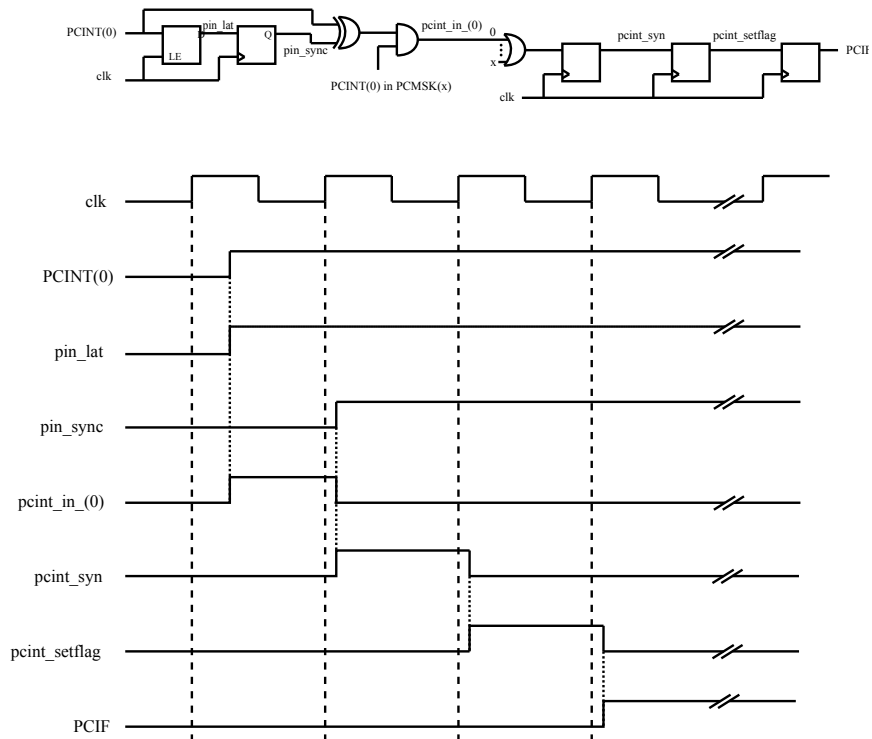 PCINT(0)
pin_lat
D
Q
LE
clk
pin_sync
pcint_in_(0)
PCINT(0) in PCMSK(x)
0
x
clk
pcint_syn
pcint_setflag
PCIF
clk
PCINT(0)
pin_lat
pin_sync
pcint_in_(0)
pcint_syn
pcint_setflag
PCIF